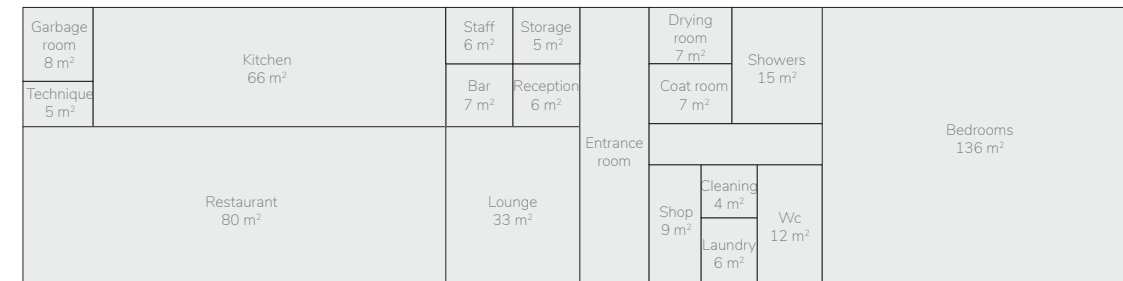 Garbage
room
8 m²
Technique
5 m²
Kitchen
66 m²
Restaurant
80 m²
Staff
6 m²
Storage
5 m²
Bar
7 m²
Reception
6 m²
Lounge
33 m²
Entrance
room
Drying
room
7 m²
Coat room
7 m²
Showers
15 m²
Shop
9 m²
Cleaning
4 m²
Laundry
6 m²
Wc
12 m²
Bedrooms
136 m²